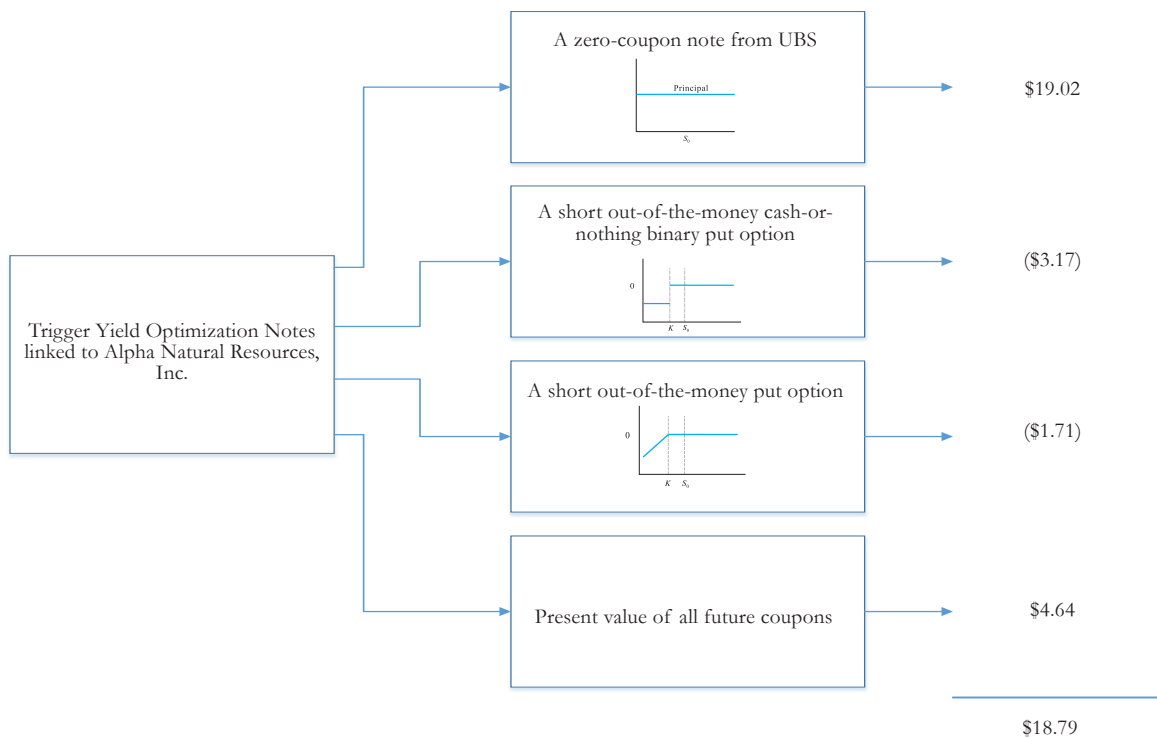 A zero-coupon note from UBS
Principal
S₀
$19.02
A short out-of-the-money cash-or-
nothing binary put option
0
K S₀
($3.17)
Trigger Yield Optimization Notes
linked to Alpha Natural Resources,
Inc.
A short out-of-the-money put option
0
K S₀
($1.71)
Present value of all future coupons
$4.64
$18.79